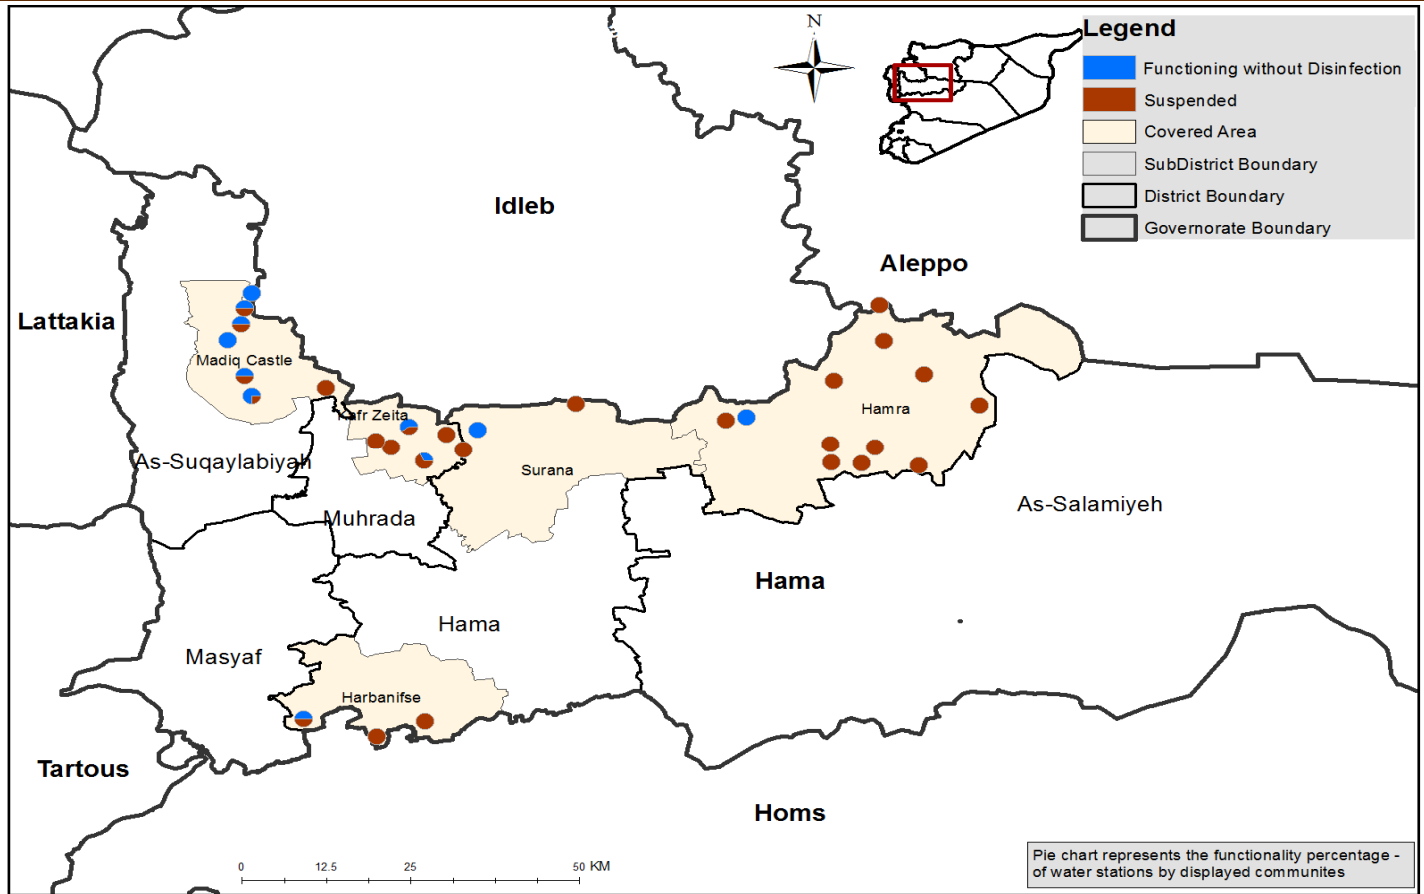 N
Legend
Functioning without Disinfection
Suspended
Covered Area
SubDistrict Boundary
District Boundary
Governorate Boundary
Idleb
Aleppo
Lattakia
Madiq Castle
Kafr Zeita
Hamra
As-Suqaylabiyah
Surana
Muhrada
As-Salamiyeh
Hama
Hama
Masyaf
Harbanifse
Tartous
Homs
0 12.5 25 50 KM
Pie chart represents the functionality percentage -
of water stations by displayed communites